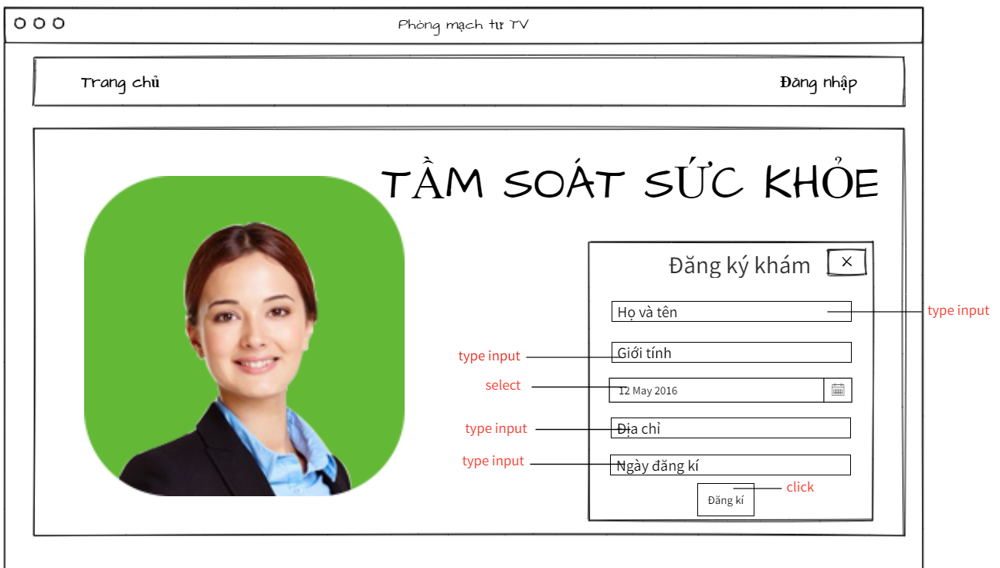 Phòng mạch tư TV
Trang chủ
Đăng nhập
TẦM SOÁT SỨC KHỎE
Đăng ký khám
Họ và tên
type input
Giới tính
type input
12 May 2016
select
Địa chỉ
type input
Ngày đăng kí
type input
Đăng kí
click